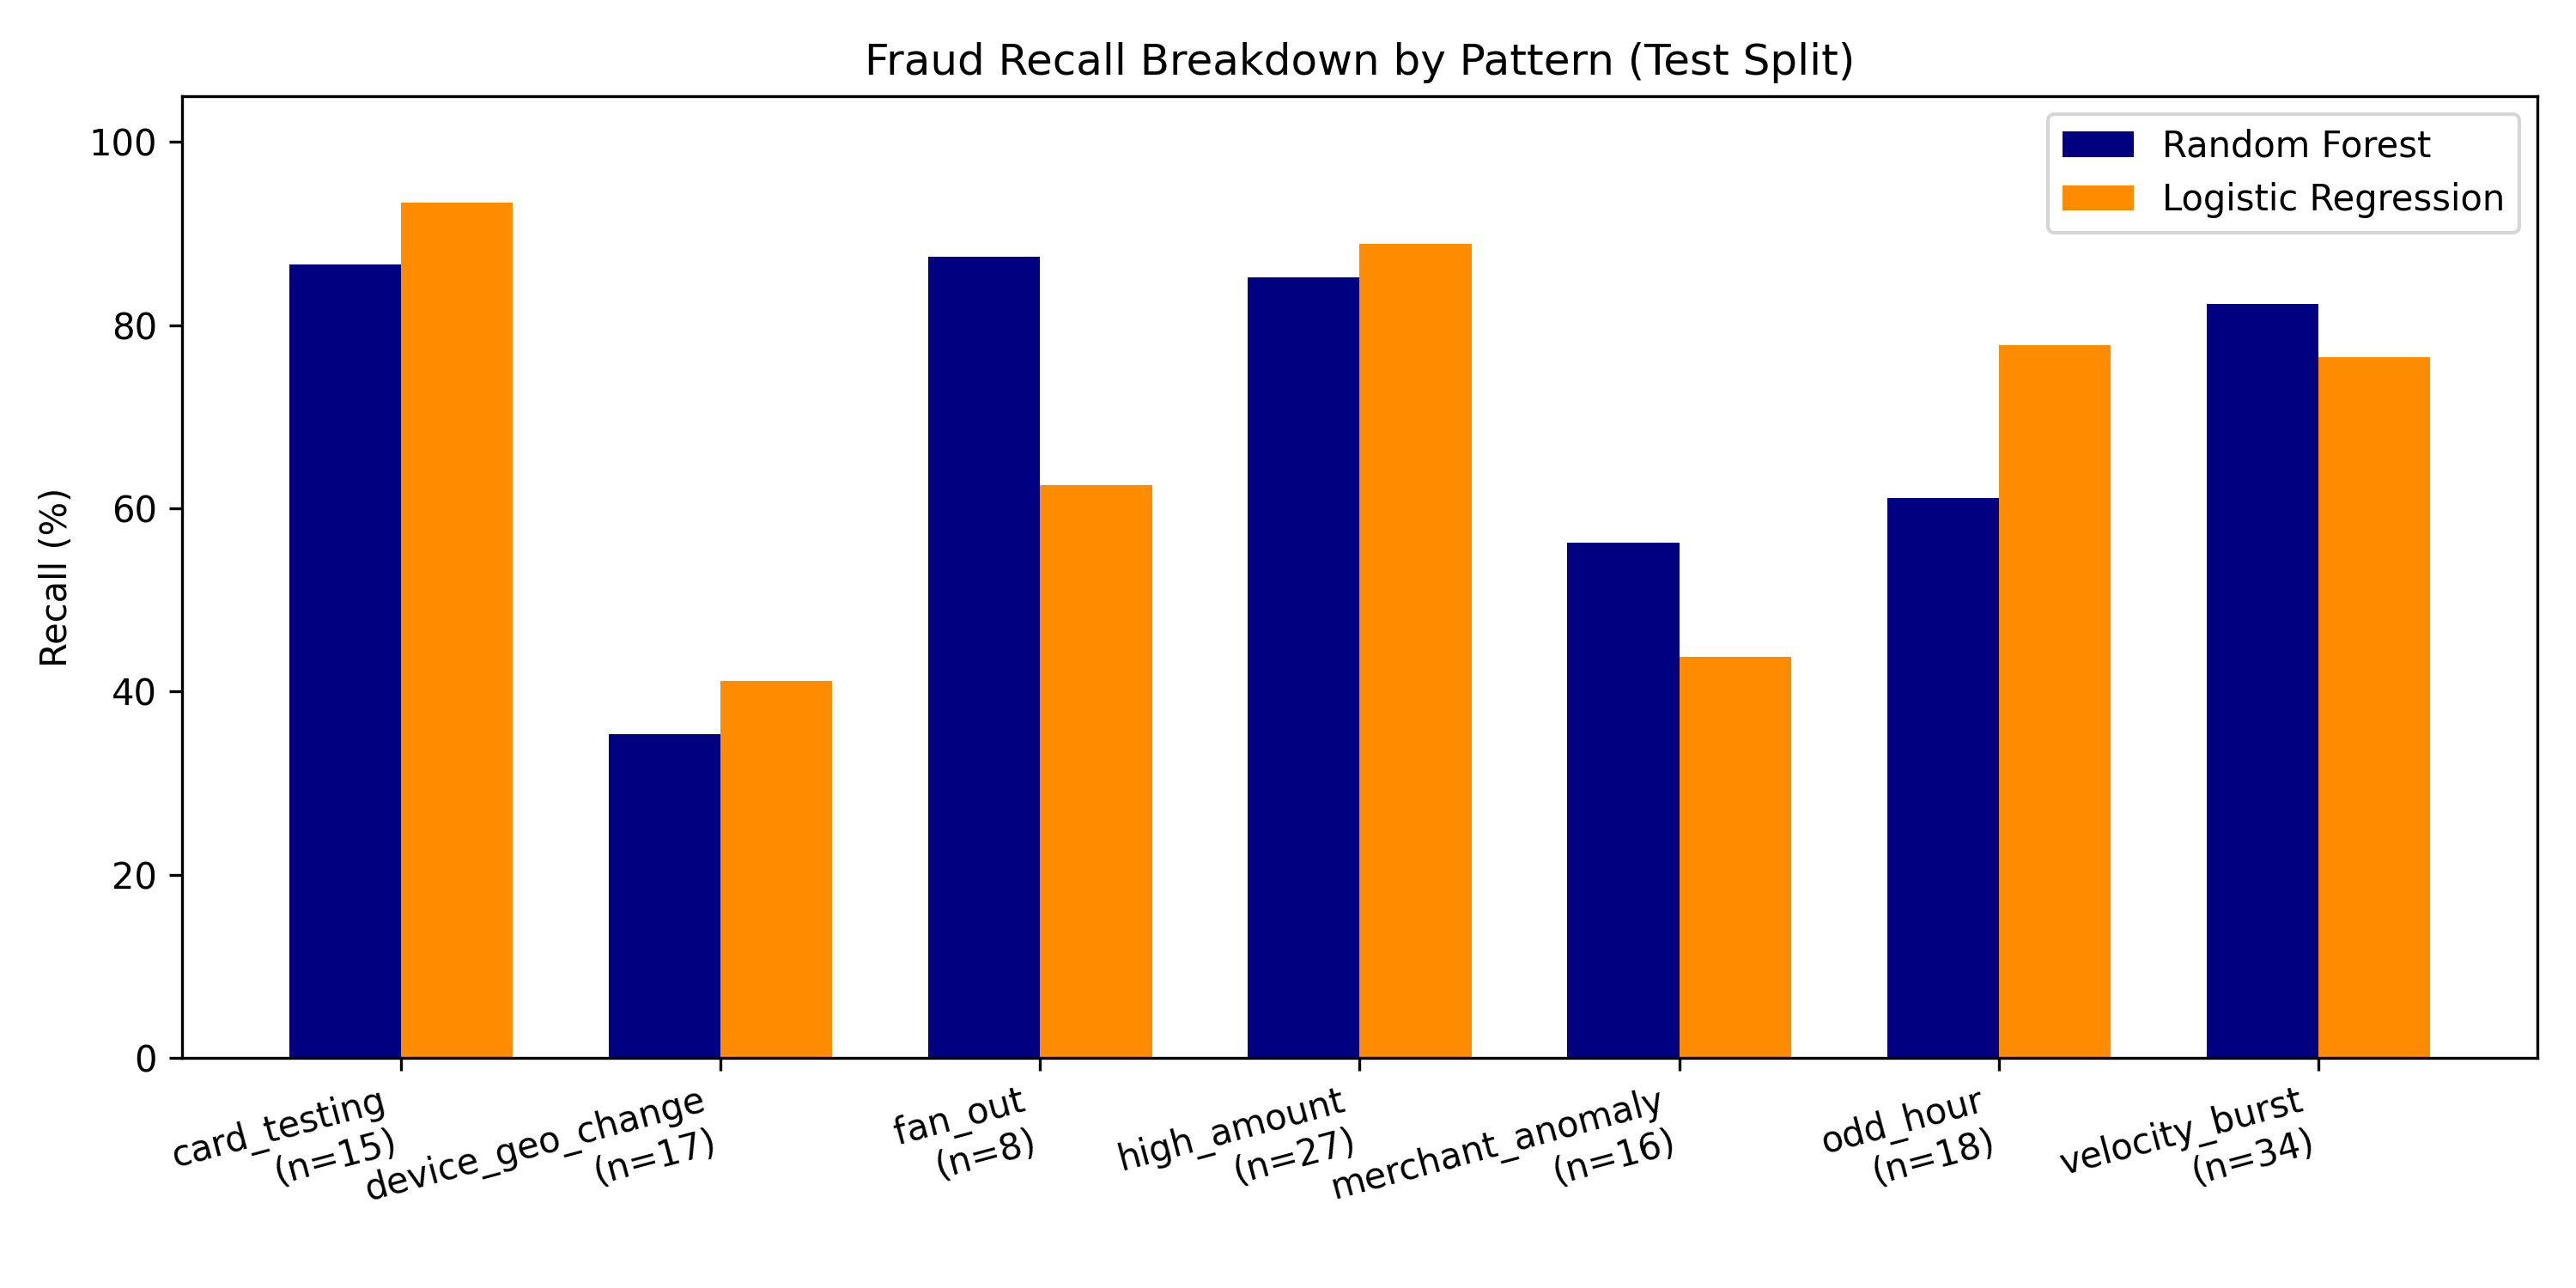 Fraud Recall Breakdown by Pattern (Test Split)
Random Forest
Logistic Regression
Recall (%)
100
80
60
40
20
0
card_testing
(n=15)
device_geo_change
(n=17)
fan_out
(n=8)
high_amount
(n=27)
merchant_anomaly
(n=16)
odd_hour
(n=18)
velocity_burst
(n=34)